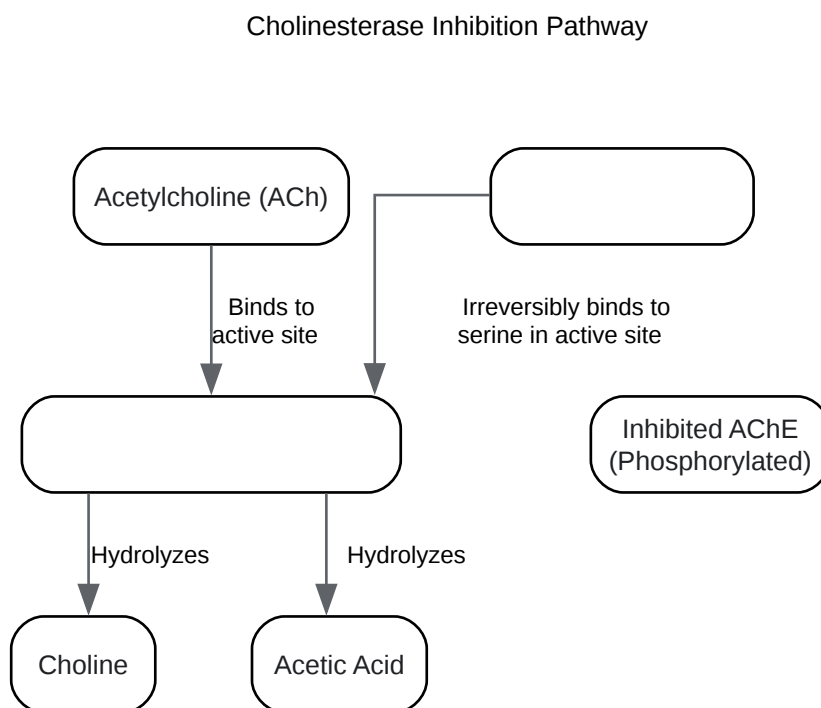 Cholinesterase Inhibition Pathway
Acetylcholine (ACh)
Binds to
active site
Irreversibly binds to
serine in active site
Inhibited AChE
(Phosphorylated)
Hydrolyzes
Hydrolyzes
Choline
Acetic Acid